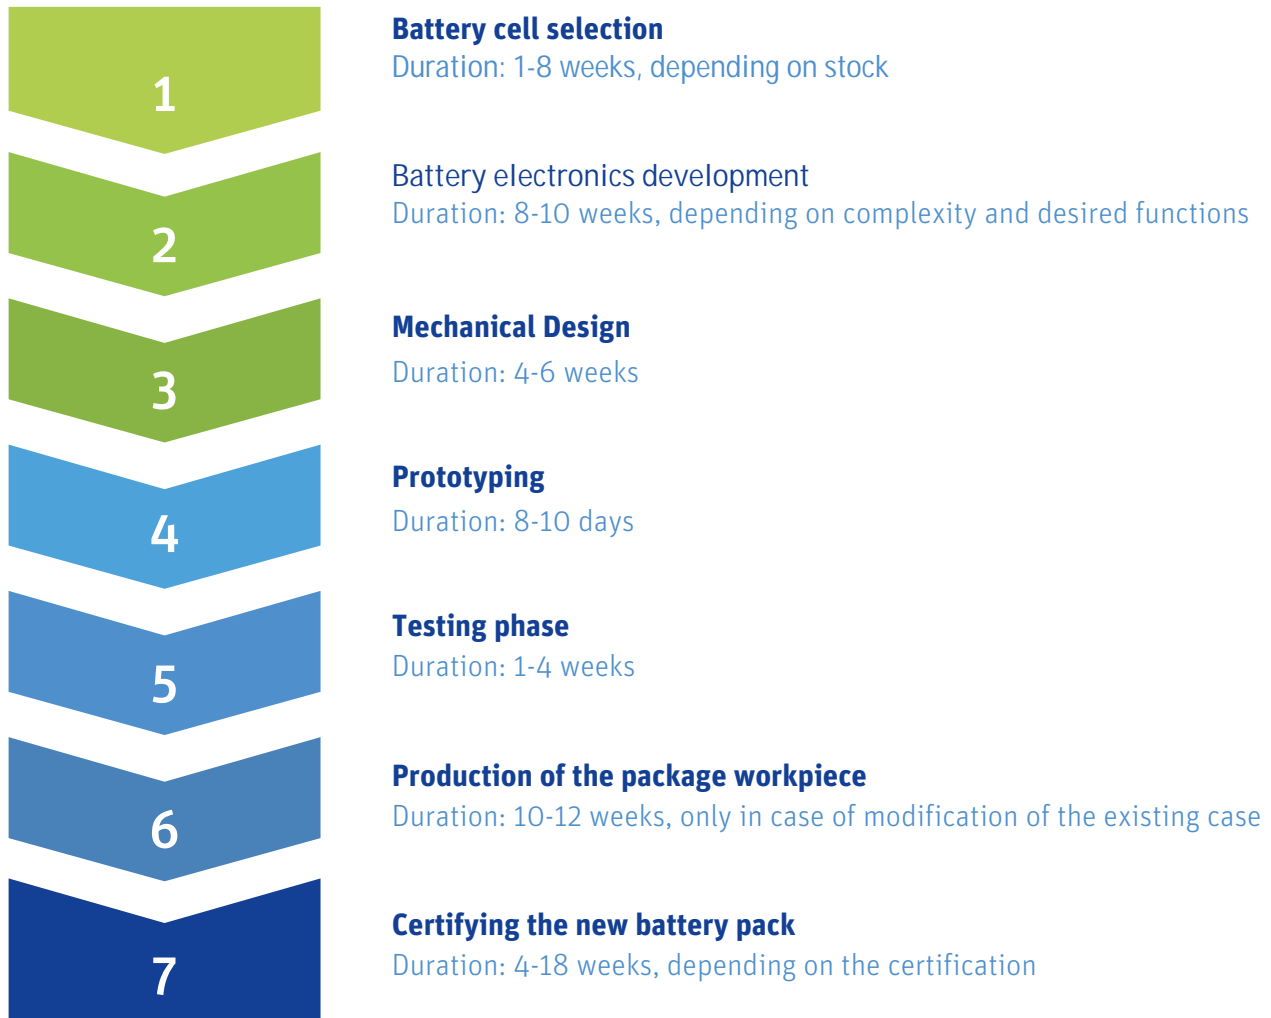 1
Battery cell selection
Duration: 1-8 weeks, depending on stock
2
Battery electronics development
Duration: 8-10 weeks, depending on complexity and desired functions
3
Mechanical Design
Duration: 4-6 weeks
4
Prototyping
Duration: 8-10 days
5
Testing phase
Duration: 1-4 weeks
6
Production of the package workpiece
Duration: 10-12 weeks, only in case of modification of the existing case
7
Certifying the new battery pack
Duration: 4-18 weeks, depending on the certification